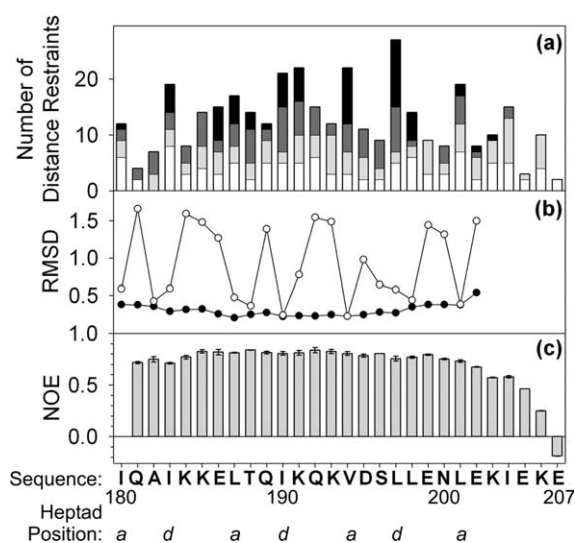 (a)
Number of
Distance Restraints
20
10
0
(b)
RMSD
1.5
1.0
0.5
(c)
NOE
1.0
0.5
0.0
Sequence: I Q A I K K E L T Q I K Q K V D S L L E N L E K I E K E
180 190 200 207
Heptad
Position: a d a d a d a